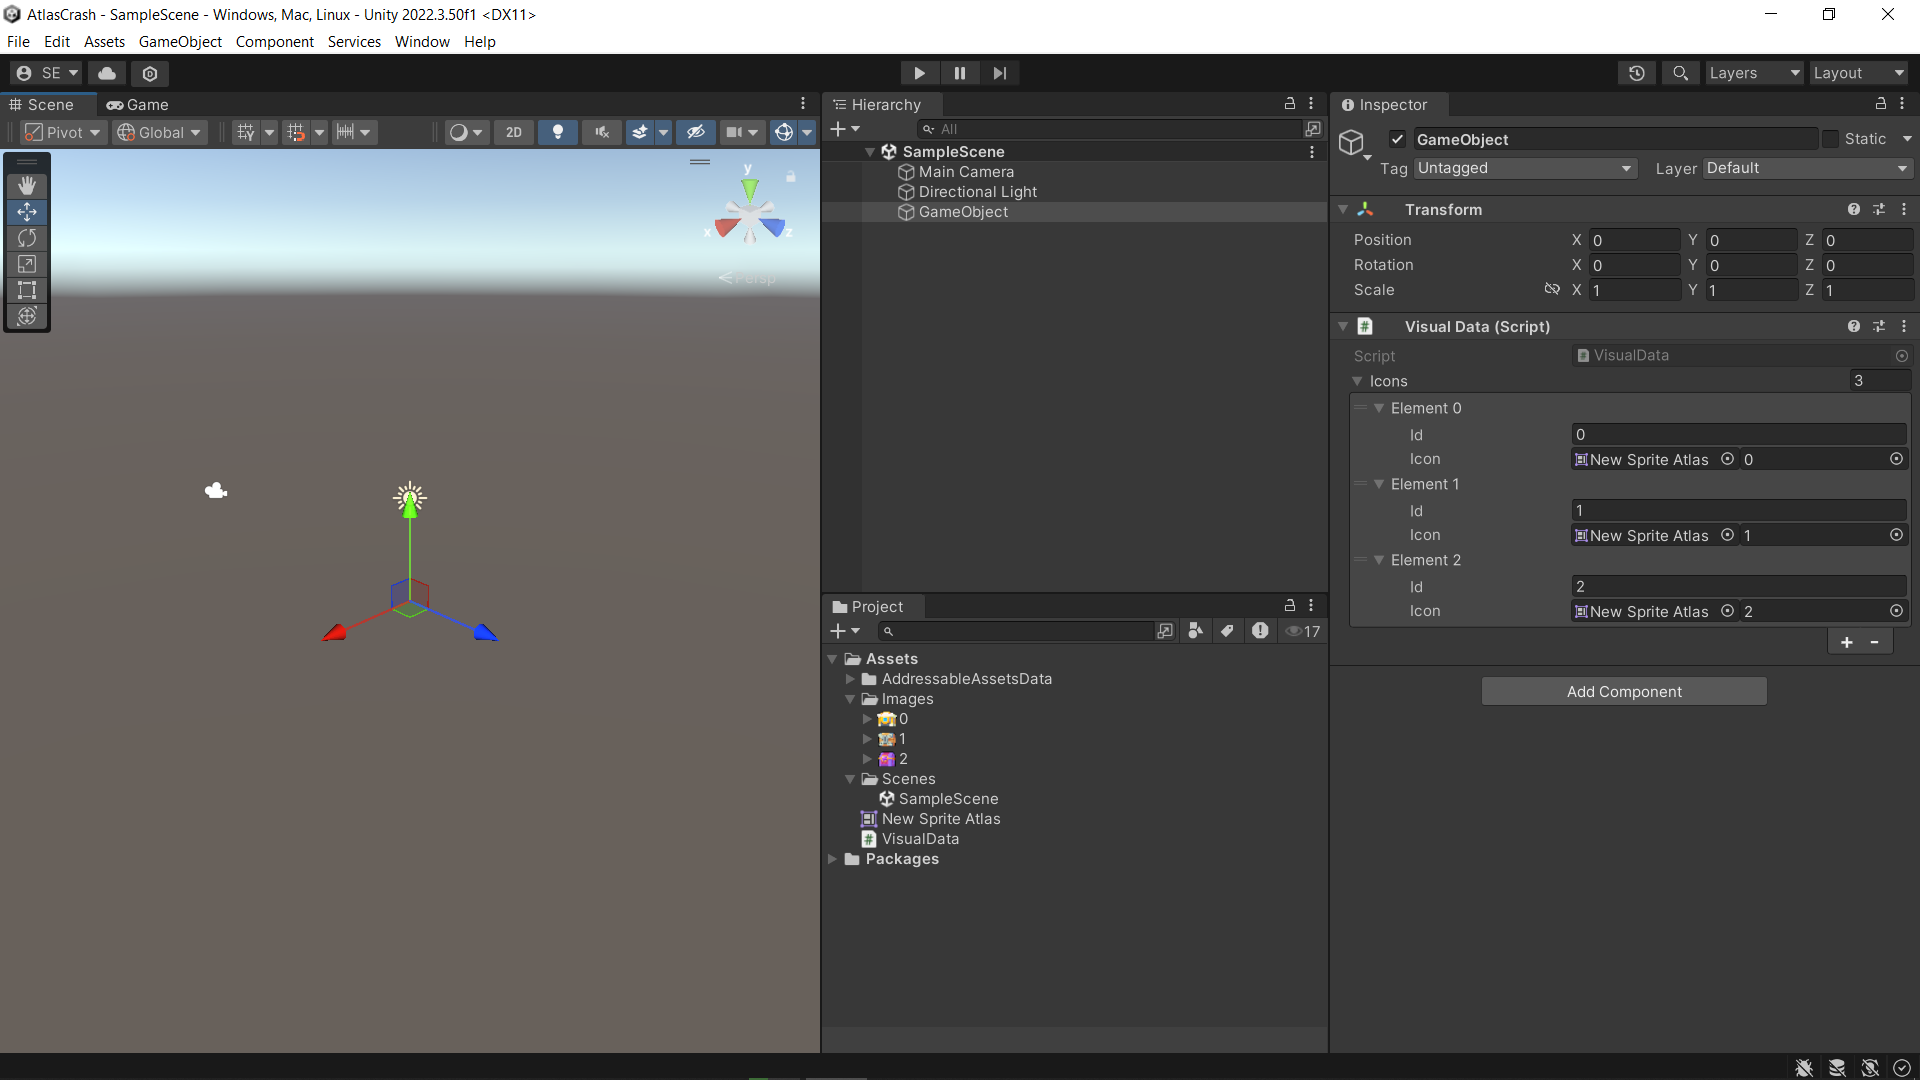 AtlasCrash - SampleScene - Windows, Mac, Linux - Unity 2022.3.50f1 <DX11>
File Edit Assets GameObject Component Services Window Help
SE Layers Layout
Scene Game
Pivot Global 2D
y
x z
Persp
Hierarchy
All
SampleScene
Main Camera
Directional Light
GameObject
Project
17
Assets
AddressableAssetsData
Images
0
1
2
Scenes
SampleScene
New Sprite Atlas
VisualData
Packages
Inspector
GameObject Static
Tag Untagged Layer Default
Transform
Position X 0 Y 0 Z 0
Rotation X 0 Y 0 Z 0
Scale X 1 Y 1 Z 1
# Visual Data (Script)
Script VisualData
Icons 3
Element 0
Id 0
Icon New Sprite Atlas 0
Element 1
Id 1
Icon New Sprite Atlas 1
Element 2
Id 2
Icon New Sprite Atlas 2
+ -
Add Component